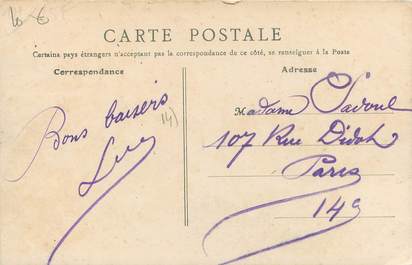 CARTE POSTALE
Certains pays étrangers n'acceptant pas la correspondance de ce côté, se renseigner à la Poste
Correspondance
Adresse
Bons baisers
Madame
107 Rue Didot
Paris
14e